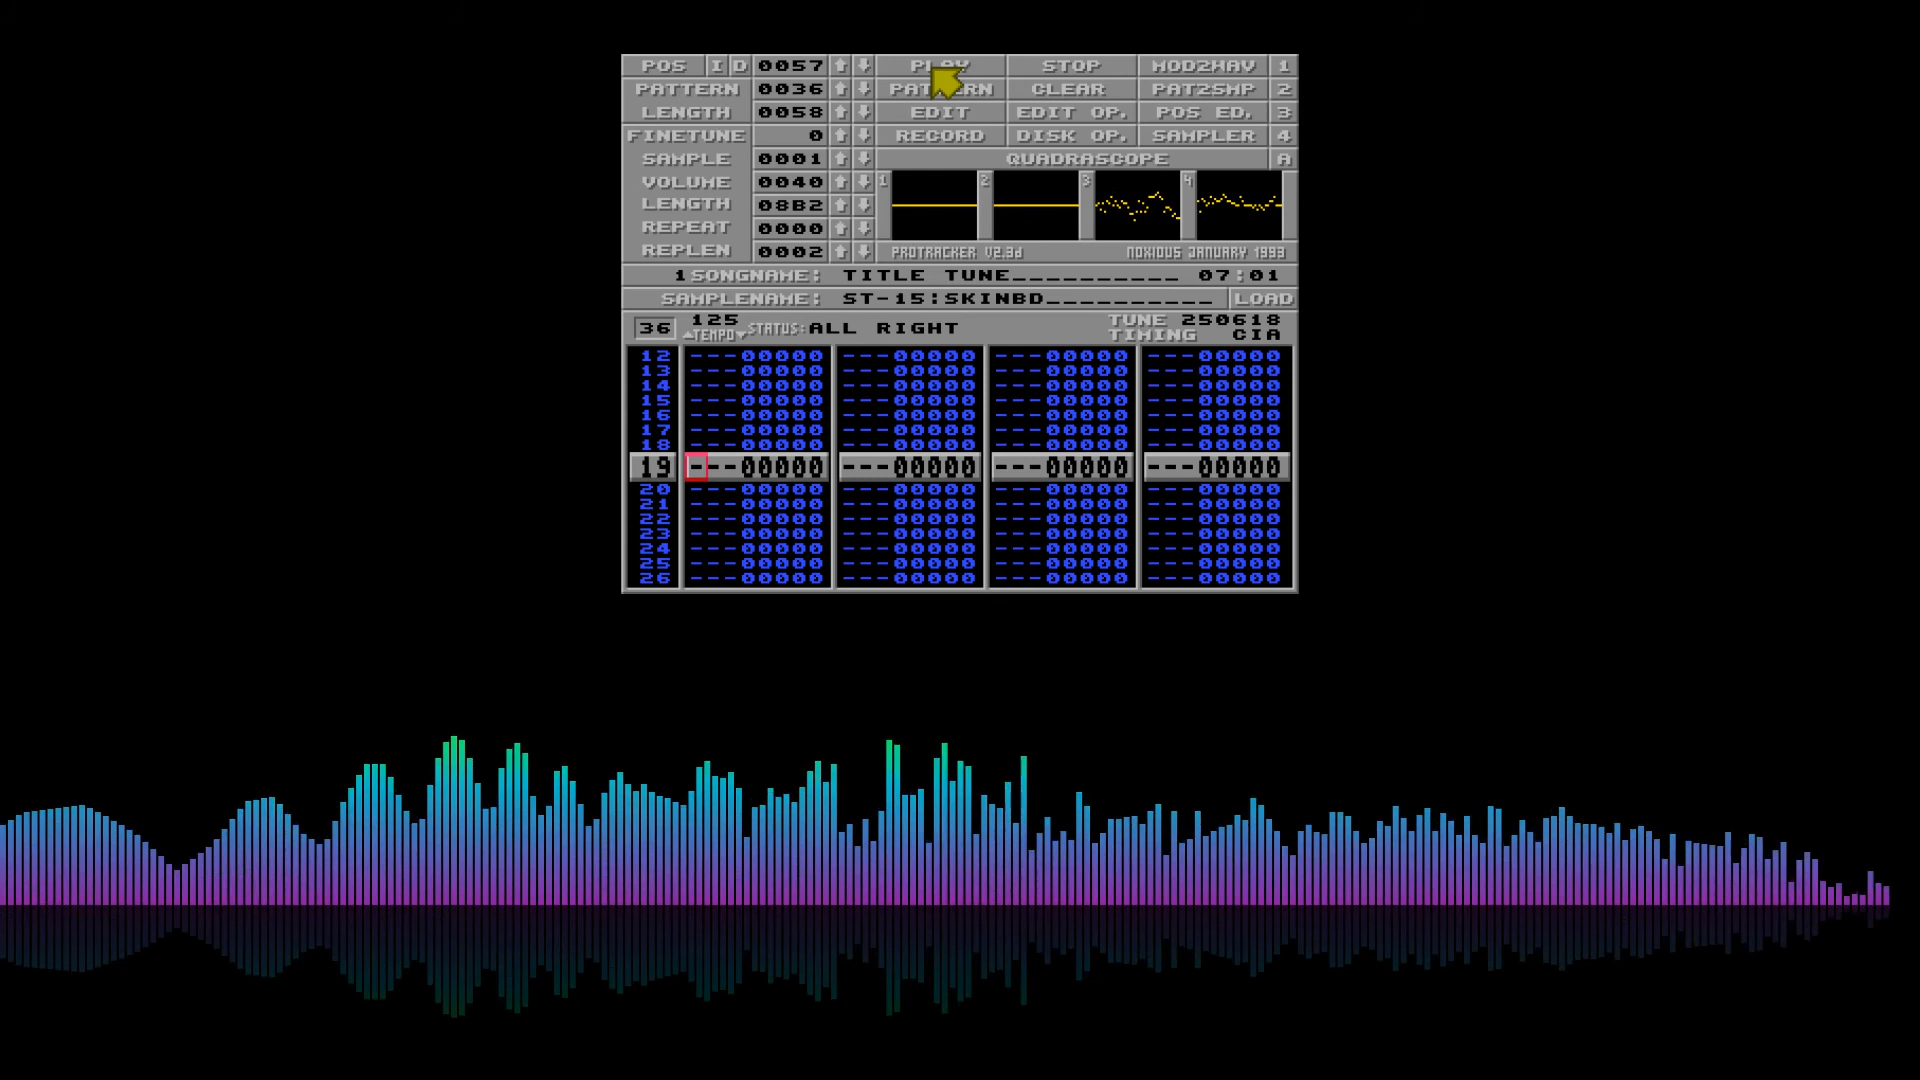 POS I D 0057 PLAY STOP MOD2WAV 1
PATTERN 0036 PATTERN CLEAR PAT2SMP 2
LENGTH 0058 EDIT EDIT OP. POS ED. 3
FINETUNE 0 RECORD DISK OP. SAMPLER 4
SAMPLE 0001 QUADRASCOPE A
VOLUME 0040 1 2 3 4
LENGTH 08B2
REPEAT 0000
REPLEN 0002 PROTRACKER V2.3d NOXIOUS JANUARY 1993
1 SONGNAME: TITLE TUNE__________ 07:01
SAMPLENAME: ST-15:SKINBD__________ LOAD
36 125 TEMPO STATUS: ALL RIGHT TUNE 250618
TIMING CIA
12 ---00000 ---00000 ---00000 ---00000
13 ---00000 ---00000 ---00000 ---00000
14 ---00000 ---00000 ---00000 ---00000
15 ---00000 ---00000 ---00000 ---00000
16 ---00000 ---00000 ---00000 ---00000
17 ---00000 ---00000 ---00000 ---00000
18 ---00000 ---00000 ---00000 ---00000
19 ---00000 ---00000 ---00000 ---00000
20 ---00000 ---00000 ---00000 ---00000
21 ---00000 ---00000 ---00000 ---00000
22 ---00000 ---00000 ---00000 ---00000
23 ---00000 ---00000 ---00000 ---00000
24 ---00000 ---00000 ---00000 ---00000
25 ---00000 ---00000 ---00000 ---00000
26 ---00000 ---00000 ---00000 ---00000